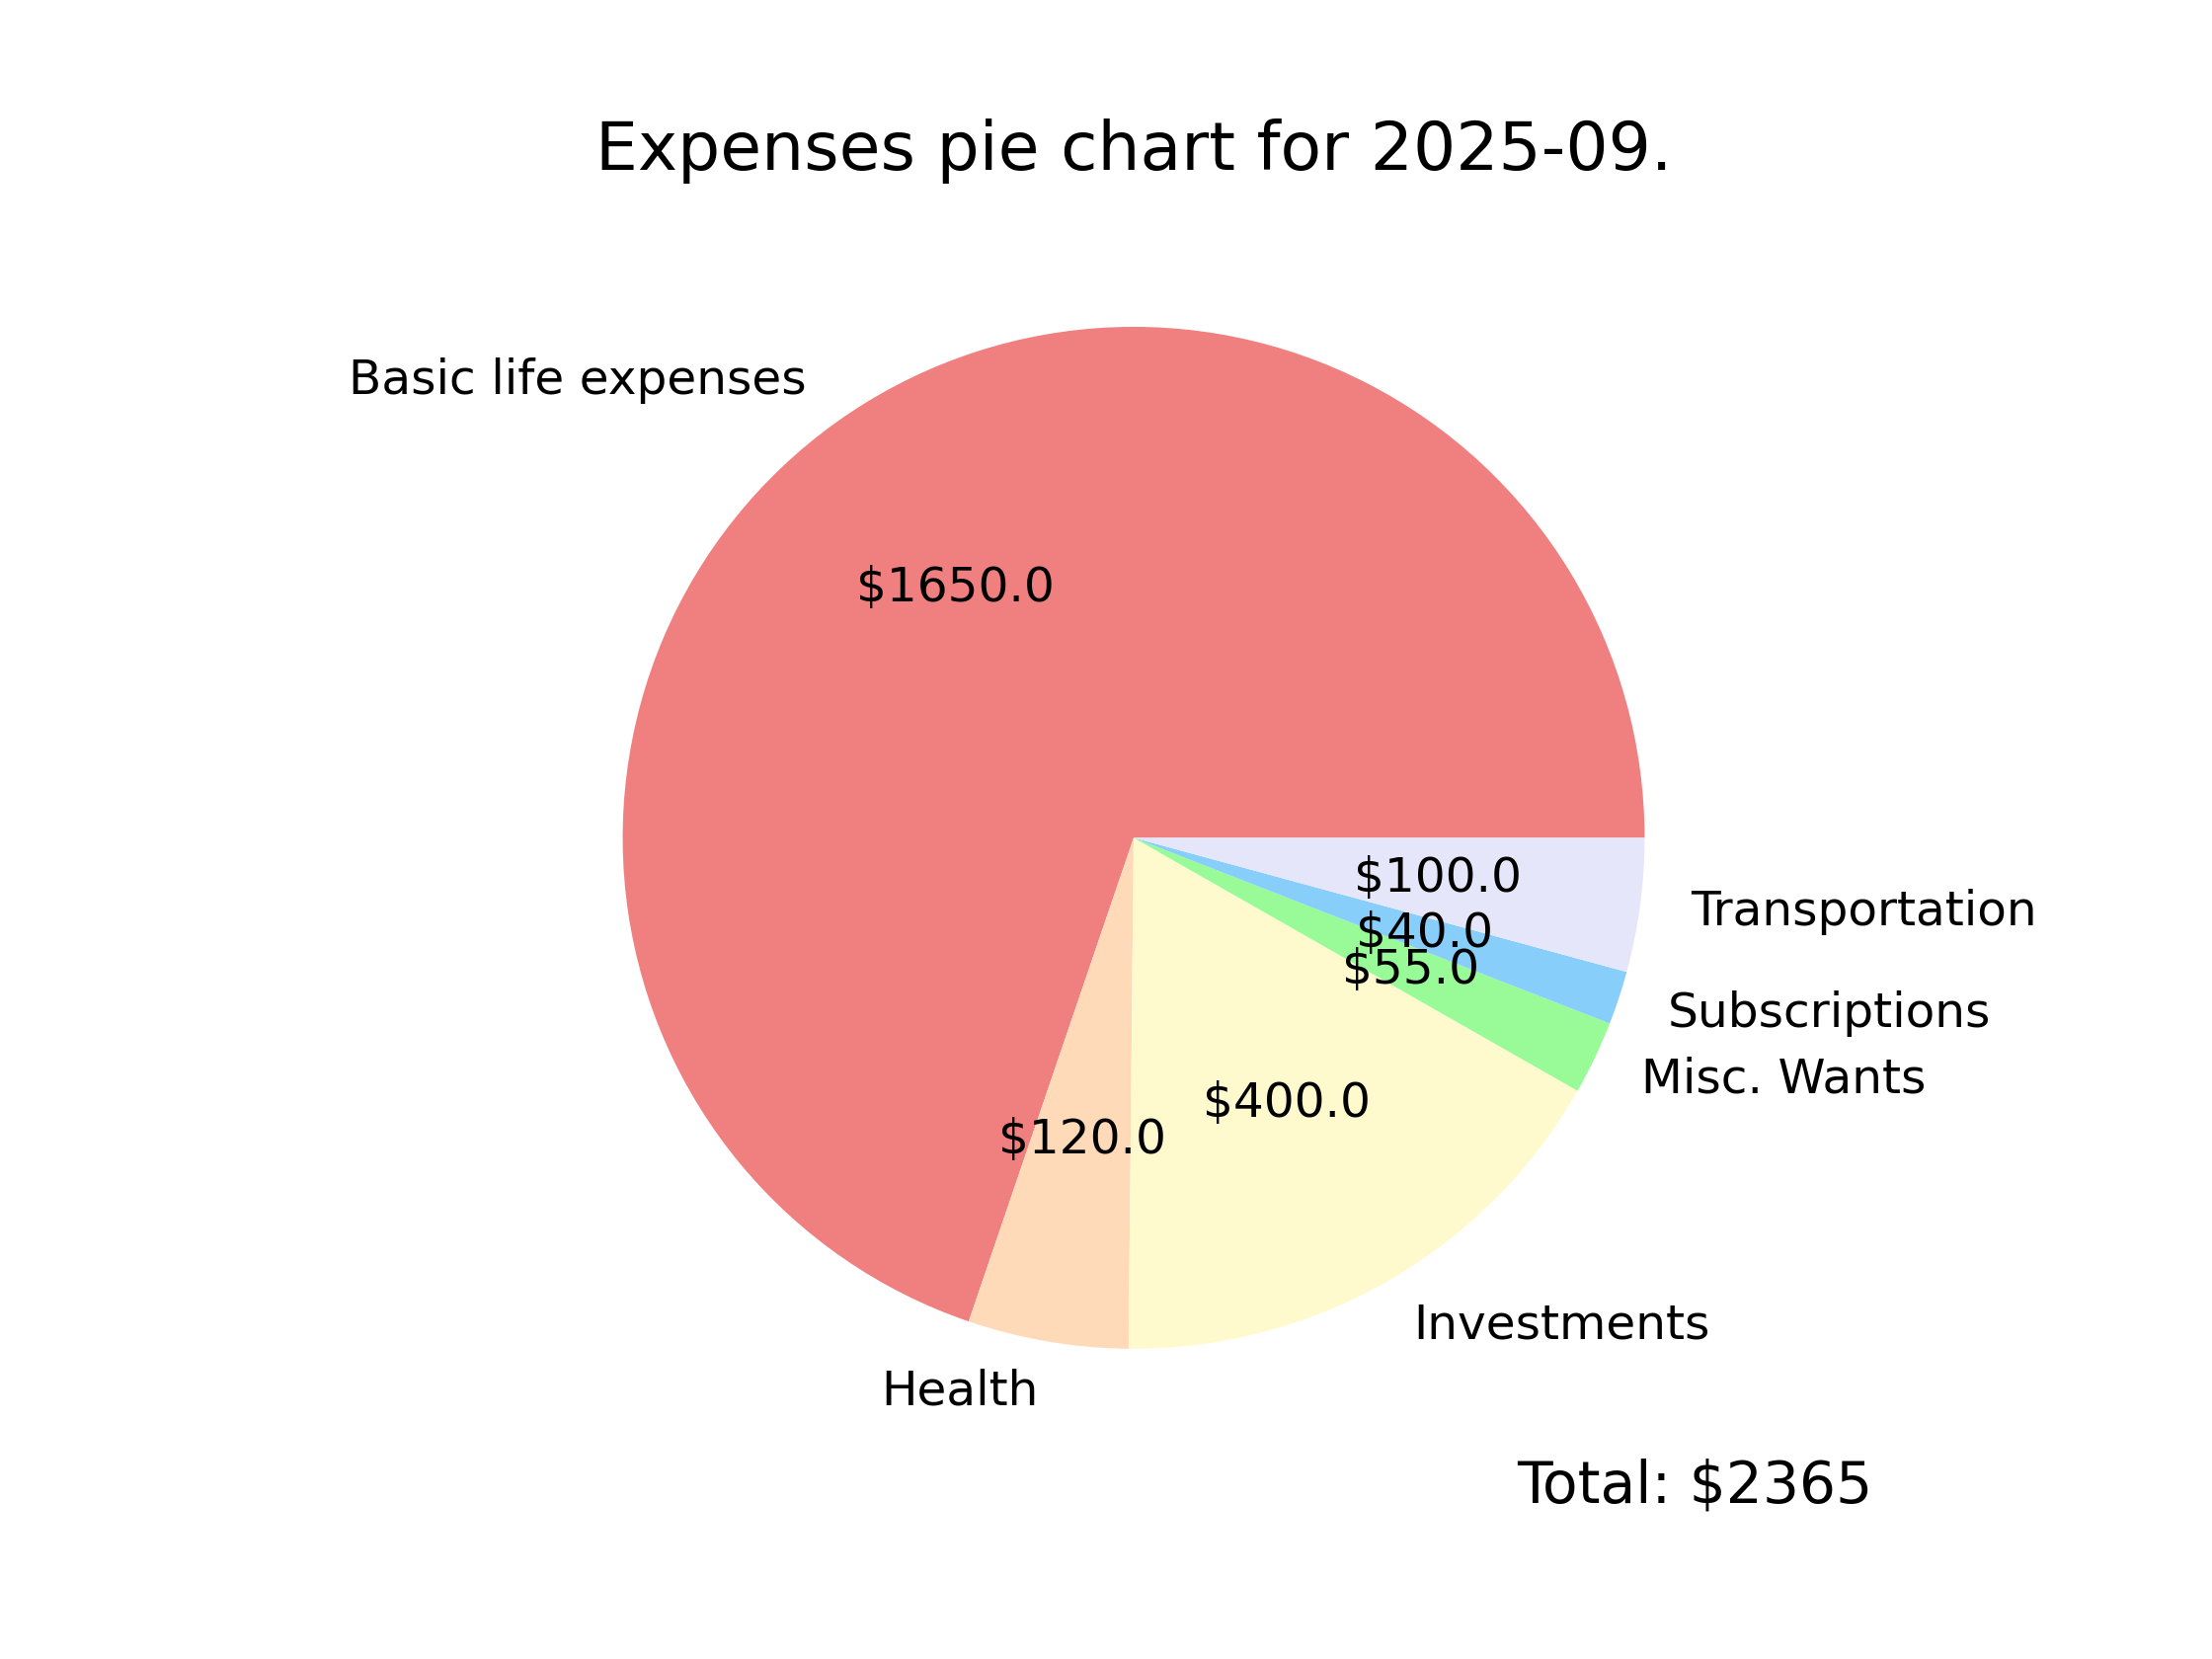 Expenses pie chart for 2025-09.
Basic life expenses
$1650.0
$100.0
Transportation
$40.0
Subscriptions
$55.0
Misc. Wants
$400.0
$120.0
Investments
Health
Total: $2365